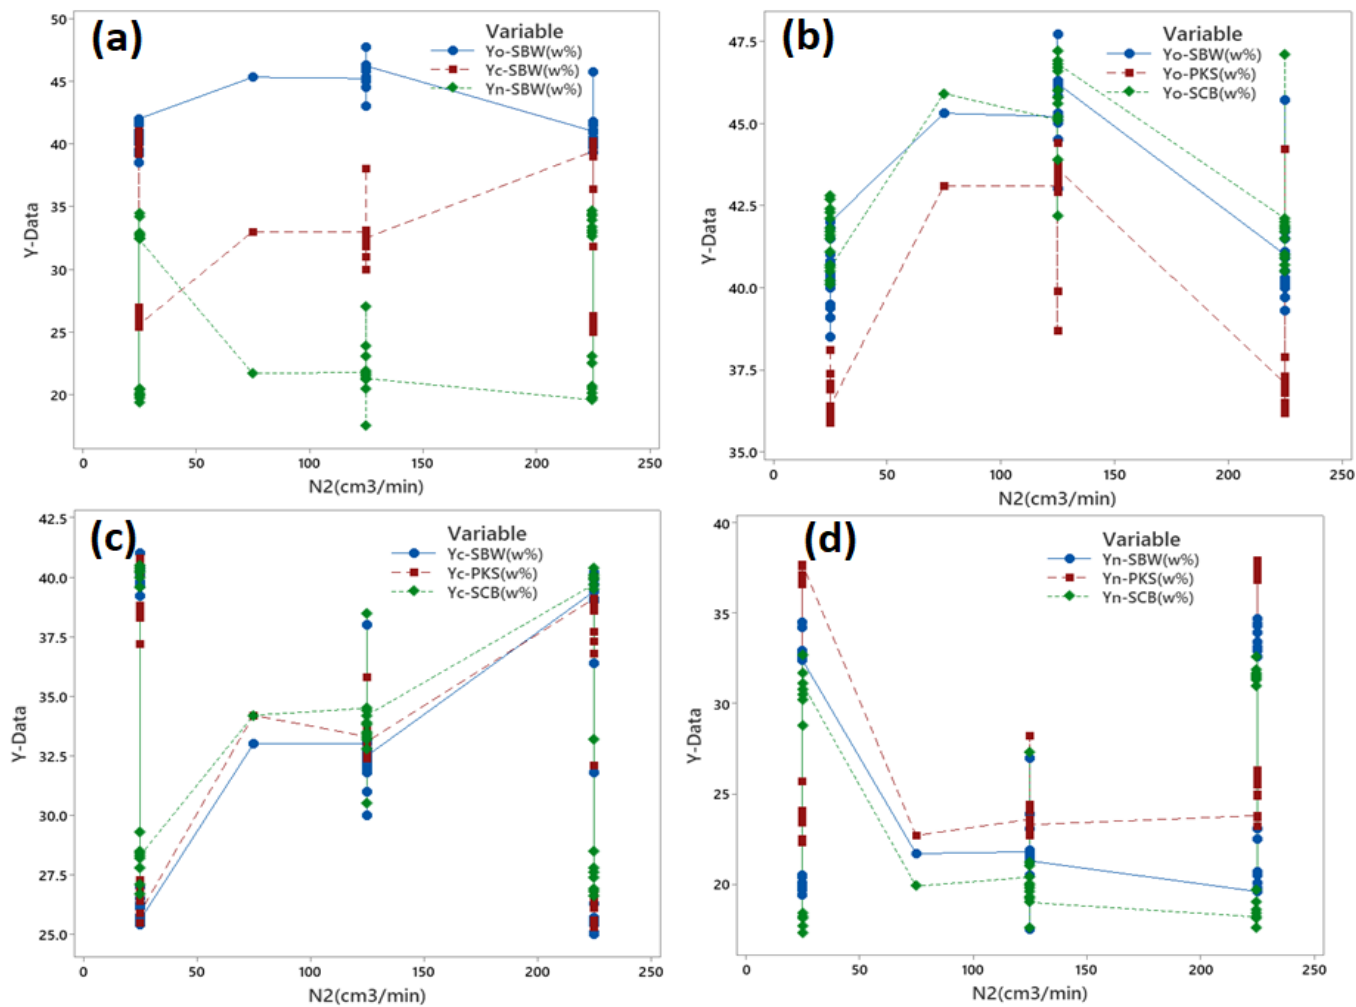 (a)
Variable
Yo-SBW(w%)
Yc-SBW(w%)
Yn-SBW(w%)
50
45
40
35
30
25
20
Y-Data
0 50 100 150 200 250
N2(cm3/min)
(b)
Variable
Yo-SBW(w%)
Yo-PKS(w%)
Yo-SCB(w%)
47.5
45.0
42.5
40.0
37.5
35.0
Y-Data
0 50 100 150 200 250
N2(cm3/min)
(c)
Variable
Yc-SBW(w%)
Yc-PKS(w%)
Yc-SCB(w%)
42.5
40.0
37.5
35.0
32.5
30.0
27.5
25.0
Y-Data
0 50 100 150 200 250
N2(cm3/min)
(d)
Variable
Yn-SBW(w%)
Yn-PKS(w%)
Yn-SCB(w%)
40
35
30
25
20
Y-Data
0 50 100 150 200 250
N2(cm3/min)